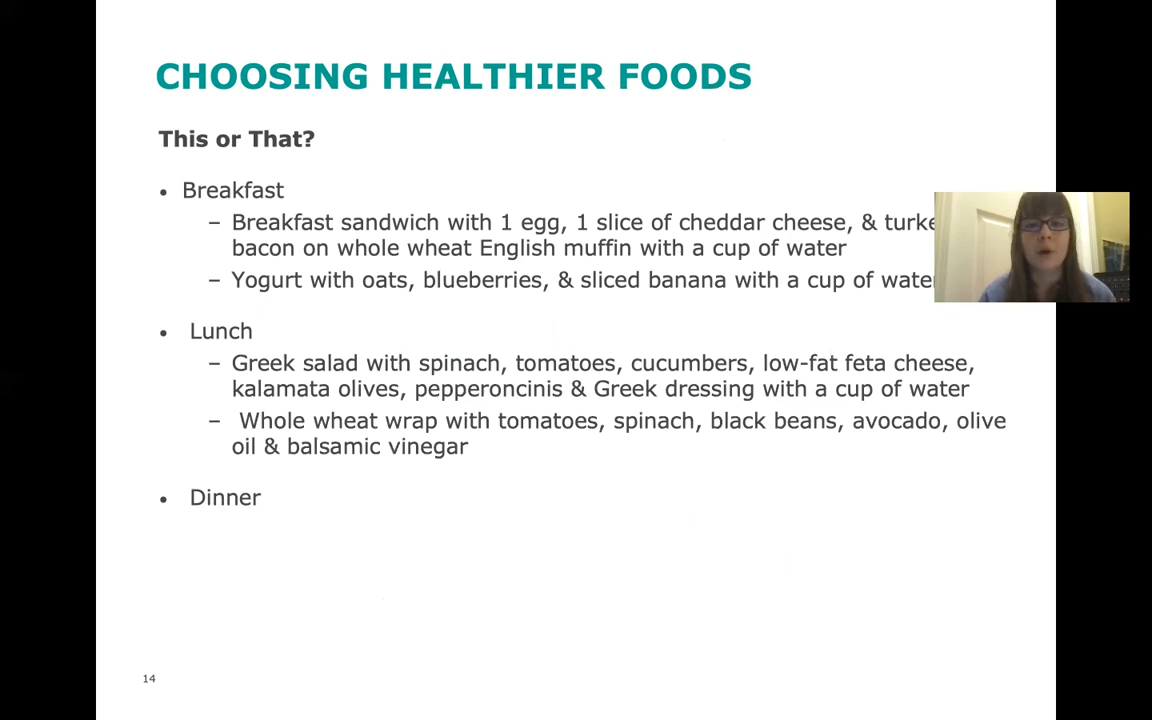 CHOOSING HEALTHIER FOODS
This or That?
• Breakfast
– Breakfast sandwich with 1 egg, 1 slice of cheddar cheese, &
bacon on whole wheat English muffin with a cup of water
– Yogurt with oats, blueberries, & sliced banana with a cup of
• Lunch
– Greek salad with spinach, tomatoes, cucumbers, low-fat feta cheese,
kalamata olives, pepperoncinis & Greek dressing with a cup of water
– Whole wheat wrap with tomatoes, spinach, black beans, avocado, olive
oil & balsamic vinegar
• Dinner
14